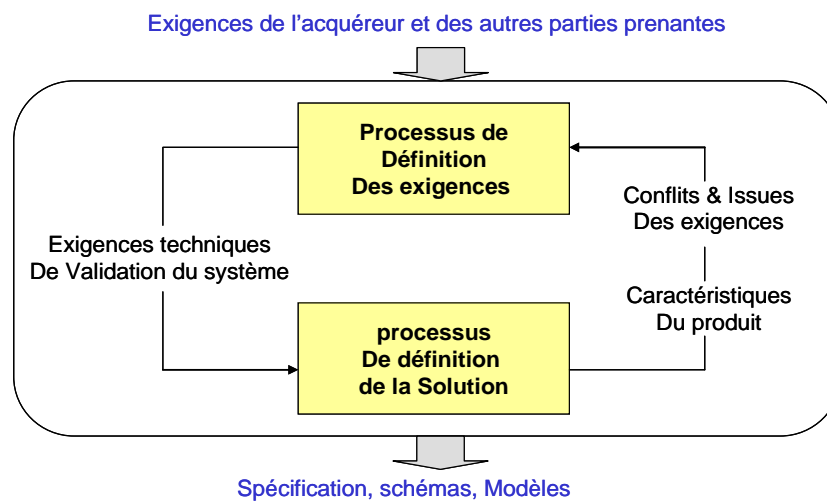 Exigences de l'acquéreur et des autres parties prenantes
Processus de
Définition
Des exigences
Conflits & Issues
Des exigences
Exigences techniques
De Validation du système
Caractéristiques
Du produit
processus
De définition
de la Solution
Spécification, schémas, Modèles